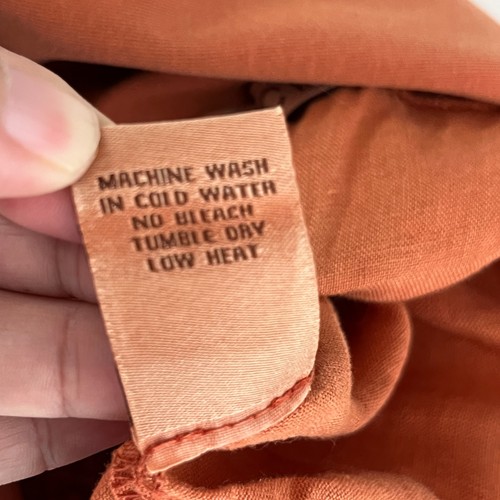 MACHINE WASH
IN COLD WATER
NO BLEACH
TUMBLE DRY
LOW HEAT